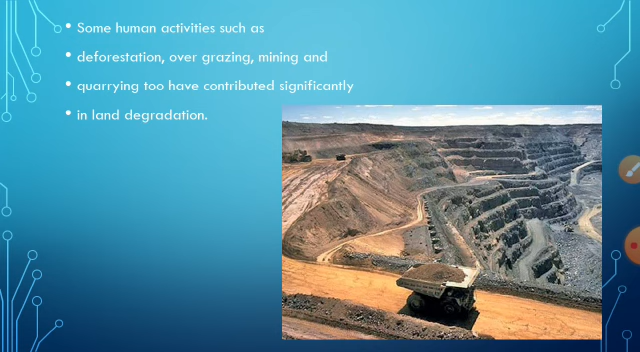 • Some human activities such as
• deforestation, over grazing, mining and
• quarrying too have contributed significantly
• in land degradation.